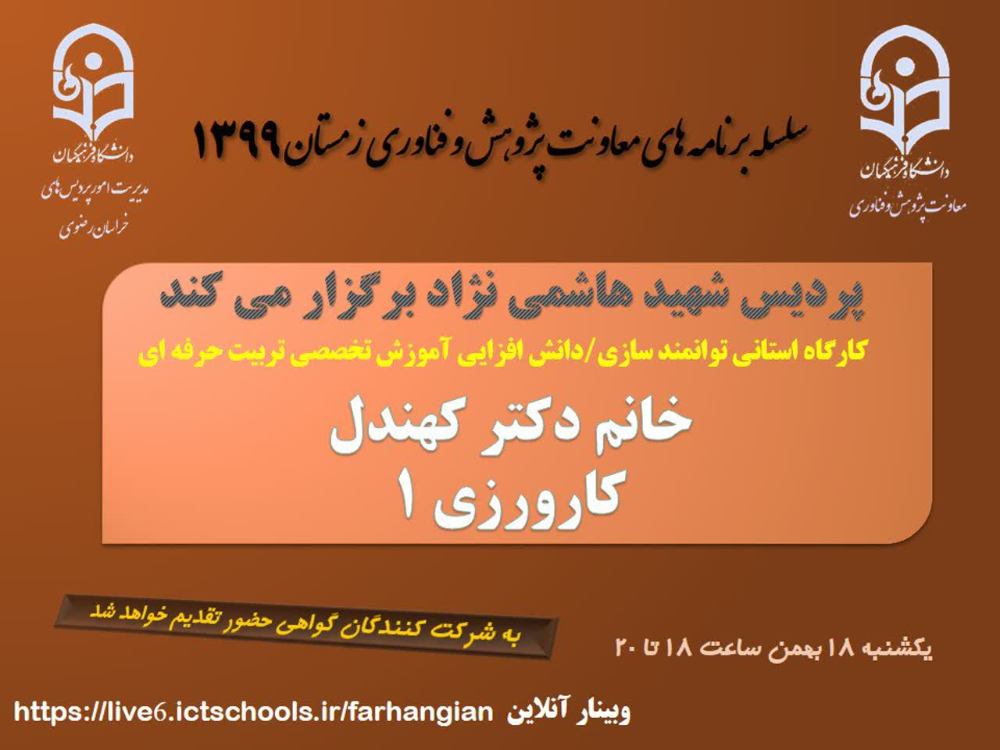 دانشگاه فرهنگیان
معاونت پژوهش و فناوری
دانشگاه فرهنگیان
مدیریت امور پردیس های
خراسان رضوی
سلسله برنامه های معاونت پژوهش و فناوری زمستان ۱۳۹۹
پردیس شهید هاشمی نژاد برگزار می کند
کارگاه استانی توانمند سازی/دانش افزایی آموزش تخصصی تربیت حرفه ای
خانم دکتر کهندل
کارورزی ۱
به شرکت کنندگان گواهی حضور تقدیم خواهد شد
یکشنبه ۱۸ بهمن ساعت ۱۸ تا ۲۰
وبینار آنلاین https://live6.ictschools.ir/farhangian